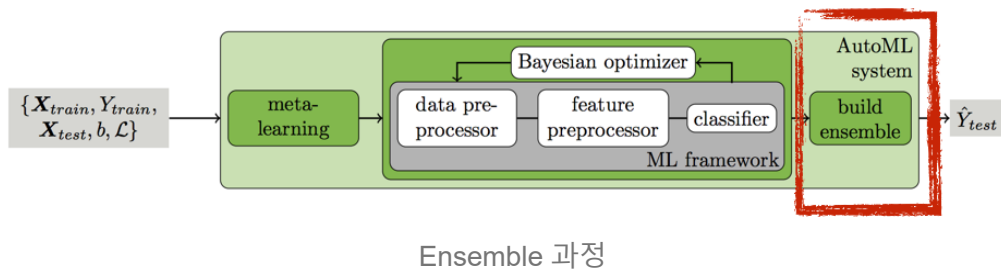 {X_train, Y_train,
X_test, b, L}
meta-
learning
Bayesian optimizer
data pre-
processor
feature
preprocessor
classifier
ML framework
AutoML
system
build
ensemble
Ŷ_test
Ensemble 과정